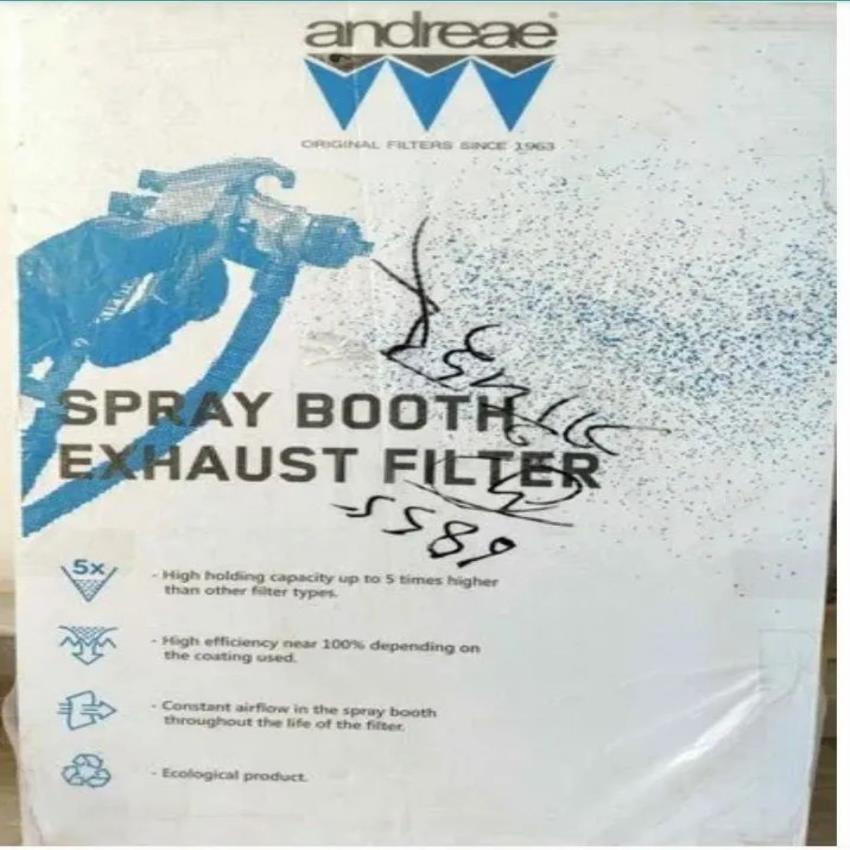 andreae
ORIGINAL FILTERS SINCE 1963
SPRAY BOOTH
EXHAUST FILTER
5x
- High holding capacity up to 5 times higher
than other filter types.
- High efficiency near 100% depending on
the coating used.
- Constant airflow in the spray booth
throughout the life of the filter.
- Ecological product.